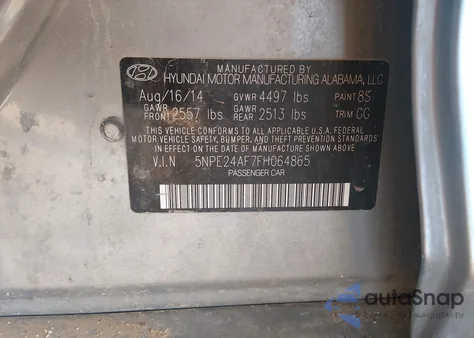 MANUFACTURED BY
HYUNDAI MOTOR MANUFACTURING ALABAMA, LLC
Aug/16/14 GVWR 4497 lbs PAINT 8S
GAWR FRONT 2557 lbs GAWR REAR 2513 lbs TRIM GG
THIS VEHICLE CONFORMS TO ALL APPLICABLE U.S.A. FEDERAL
MOTOR VEHICLE SAFETY, BUMPER, AND THEFT PREVENTION STANDARDS
IN EFFECT ON THE DATE OF MANUFACTURE SHOWN ABOVE.
V.I.N 5NPE24AF7FH064865
PASSENGER CAR
autoSnap